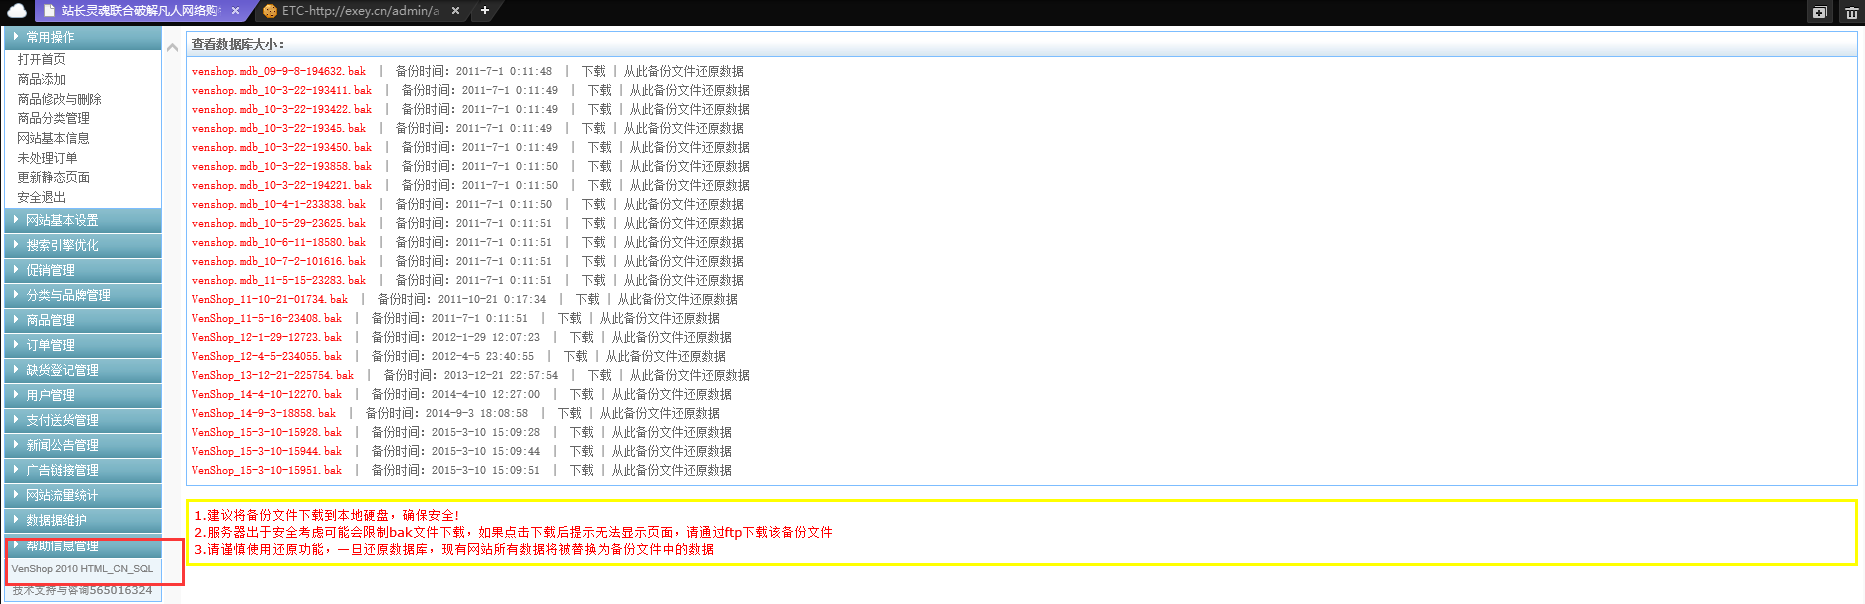 站长灵魂联合破解凡人网络购
ETC-http://exey.cn/admin/a
常用操作
打开首页
商品添加
商品修改与删除
商品分类管理
网站基本信息
未处理订单
更新静态页面
安全退出
网站基本设置
搜索引擎优化
促销管理
分类与品牌管理
商品管理
订单管理
缺货登记管理
用户管理
支付送货管理
新闻公告管理
广告链接管理
网站流量统计
数据据维护
帮助信息管理
VenShop 2010 HTML_CN_SQL
技术支持与咨询565016324
查看数据库大小：
venshop.mdb_09-9-8-194632.bak | 备份时间：2011-7-1 0:11:48 | 下载 | 从此备份文件还原数据
venshop.mdb_10-3-22-193411.bak | 备份时间：2011-7-1 0:11:49 | 下载 | 从此备份文件还原数据
venshop.mdb_10-3-22-193422.bak | 备份时间：2011-7-1 0:11:49 | 下载 | 从此备份文件还原数据
venshop.mdb_10-3-22-19345.bak | 备份时间：2011-7-1 0:11:49 | 下载 | 从此备份文件还原数据
venshop.mdb_10-3-22-193450.bak | 备份时间：2011-7-1 0:11:49 | 下载 | 从此备份文件还原数据
venshop.mdb_10-3-22-193858.bak | 备份时间：2011-7-1 0:11:50 | 下载 | 从此备份文件还原数据
venshop.mdb_10-3-22-194221.bak | 备份时间：2011-7-1 0:11:50 | 下载 | 从此备份文件还原数据
venshop.mdb_10-4-1-233838.bak | 备份时间：2011-7-1 0:11:50 | 下载 | 从此备份文件还原数据
venshop.mdb_10-5-29-23625.bak | 备份时间：2011-7-1 0:11:51 | 下载 | 从此备份文件还原数据
venshop.mdb_10-6-11-18580.bak | 备份时间：2011-7-1 0:11:51 | 下载 | 从此备份文件还原数据
venshop.mdb_10-7-2-101616.bak | 备份时间：2011-7-1 0:11:51 | 下载 | 从此备份文件还原数据
venshop.mdb_11-5-15-23283.bak | 备份时间：2011-7-1 0:11:51 | 下载 | 从此备份文件还原数据
VenShop_11-10-21-01734.bak | 备份时间：2011-10-21 0:17:34 | 下载 | 从此备份文件还原数据
VenShop_11-5-16-23408.bak | 备份时间：2011-7-1 0:11:51 | 下载 | 从此备份文件还原数据
VenShop_12-1-29-12723.bak | 备份时间：2012-1-29 12:07:23 | 下载 | 从此备份文件还原数据
VenShop_12-4-5-234055.bak | 备份时间：2012-4-5 23:40:55 | 下载 | 从此备份文件还原数据
VenShop_13-12-21-225754.bak | 备份时间：2013-12-21 22:57:54 | 下载 | 从此备份文件还原数据
VenShop_14-4-10-12270.bak | 备份时间：2014-4-10 12:27:00 | 下载 | 从此备份文件还原数据
VenShop_14-9-3-18858.bak | 备份时间：2014-9-3 18:08:58 | 下载 | 从此备份文件还原数据
VenShop_15-3-10-15928.bak | 备份时间：2015-3-10 15:09:28 | 下载 | 从此备份文件还原数据
VenShop_15-3-10-15944.bak | 备份时间：2015-3-10 15:09:44 | 下载 | 从此备份文件还原数据
VenShop_15-3-10-15951.bak | 备份时间：2015-3-10 15:09:51 | 下载 | 从此备份文件还原数据
1.建议将备份文件下载到本地硬盘，确保安全!
2.服务器出于安全考虑可能会限制bak文件下载，如果点击下载后提示无法显示页面，请通过ftp下载该备份文件
3.请谨慎使用还原功能，一旦还原数据库，现有网站所有数据将被替换为备份文件中的数据